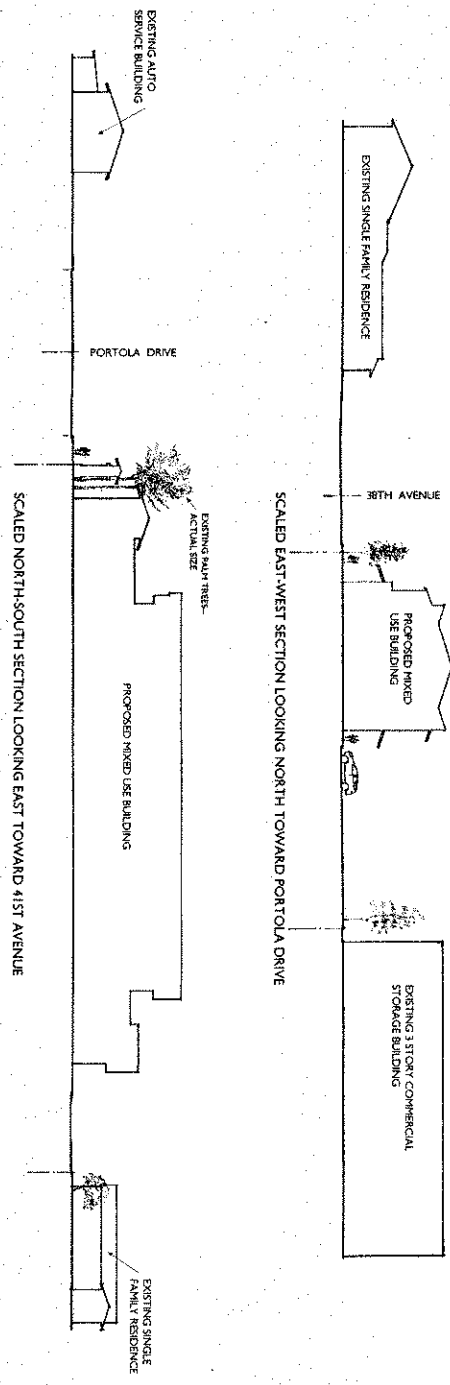 EXISTING SINGLE FAMILY RESIDENCE
38TH AVENUE
PROPOSED MIXED
USE BUILDING
EXISTING 3 STORY COMMERCIAL
STORAGE BUILDING
SCALED EAST-WEST SECTION LOOKING NORTH TOWARD PORTOLA DRIVE
EXISTING AUTO
SERVICE BUILDING
PORTOLA DRIVE
EXISTING PALM TREES
ACTUAL SIZE
PROPOSED MIXED USE BUILDING
EXISTING SINGLE
FAMILY RESIDENCE
SCALED NORTH-SOUTH SECTION LOOKING EAST TOWARD 41ST AVENUE